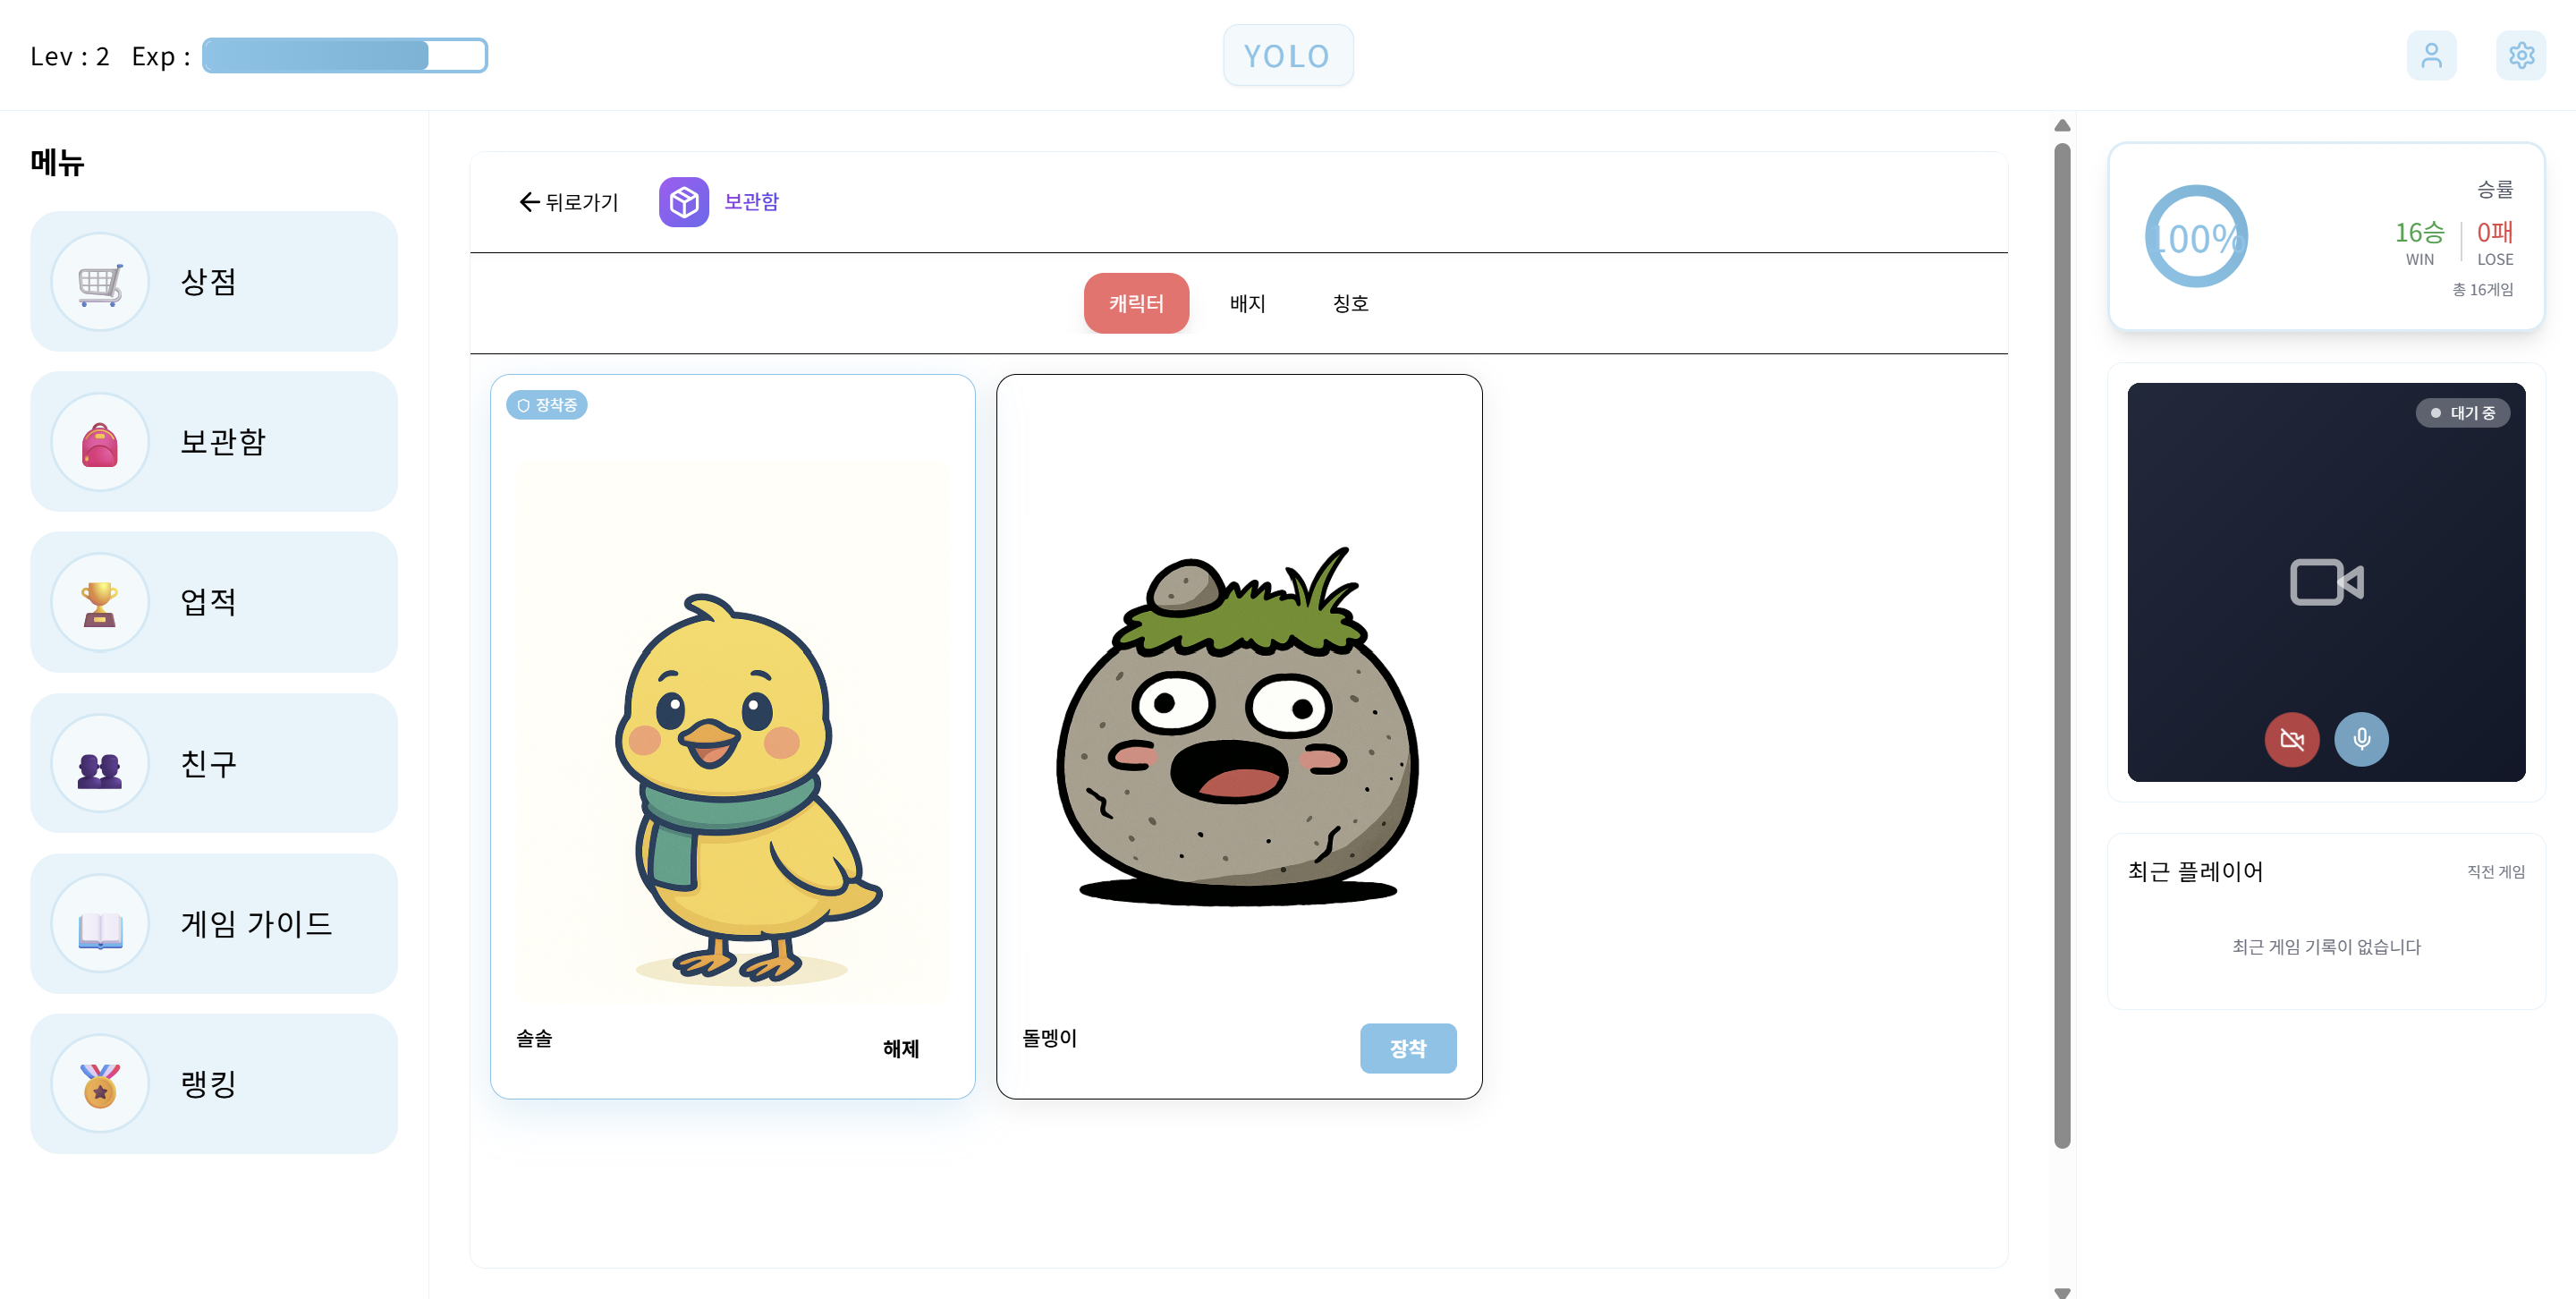 Lev : 2 Exp :
YOLO
메뉴
상점
보관함
업적
친구
게임 가이드
랭킹
뒤로가기 보관함
캐릭터 배지 칭호
장착중
솔솔 해제
돌멩이 장착
100%
승률
16승 0패
WIN LOSE
총 16게임
대기 중
최근 플레이어 직전 게임
최근 게임 기록이 없습니다